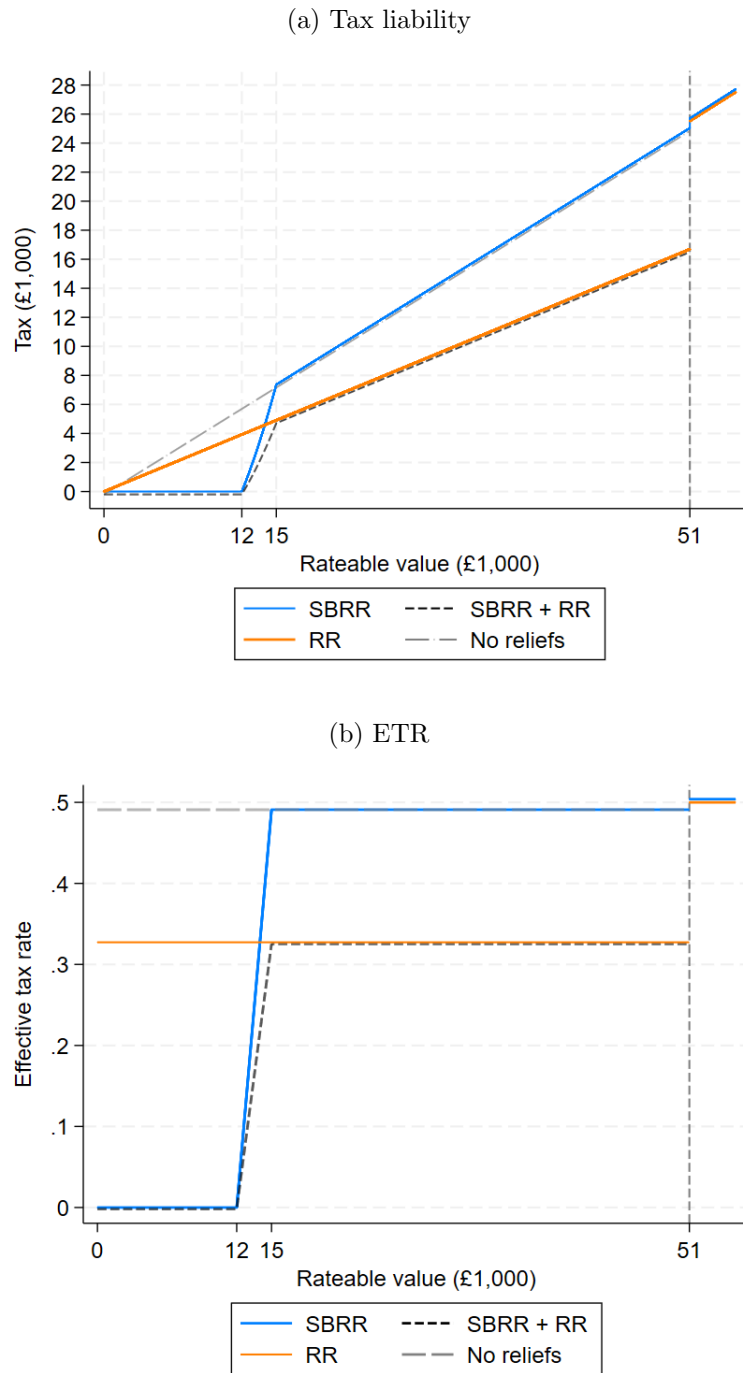 (a) Tax liability
28
26
24
22
20
18
16
14
12
10
8
6
4
2
0
Tax (£1,000)
0 12 15 51
Rateable value (£1,000)
SBRR SBRR + RR
RR No reliefs
(b) ETR
.5
.4
.3
.2
.1
0
Effective tax rate
0 12 15 51
Rateable value (£1,000)
SBRR SBRR + RR
RR No reliefs